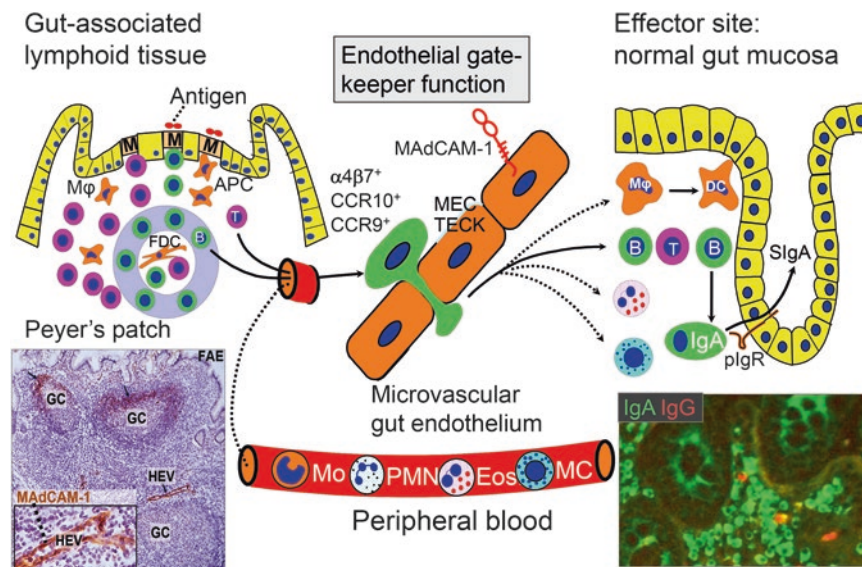 Gut-associated
lymphoid tissue
Antigen
M
M
M
Mφ
APC
FDC
B
T
Peyer's patch
Endothelial gate-
keeper function
MAdCAM-1
α4β7⁺
CCR10⁺
CCR9⁺
MEC
TECK
Microvascular
gut endothelium
Effector site:
normal gut mucosa
Mφ
DC
B
T
B
SIgA
IgA
pIgR
FAE
GC
GC
HEV
MAdCAM-1
HEV
GC
Mo
PMN
Eos
MC
Peripheral blood
IgA IgG